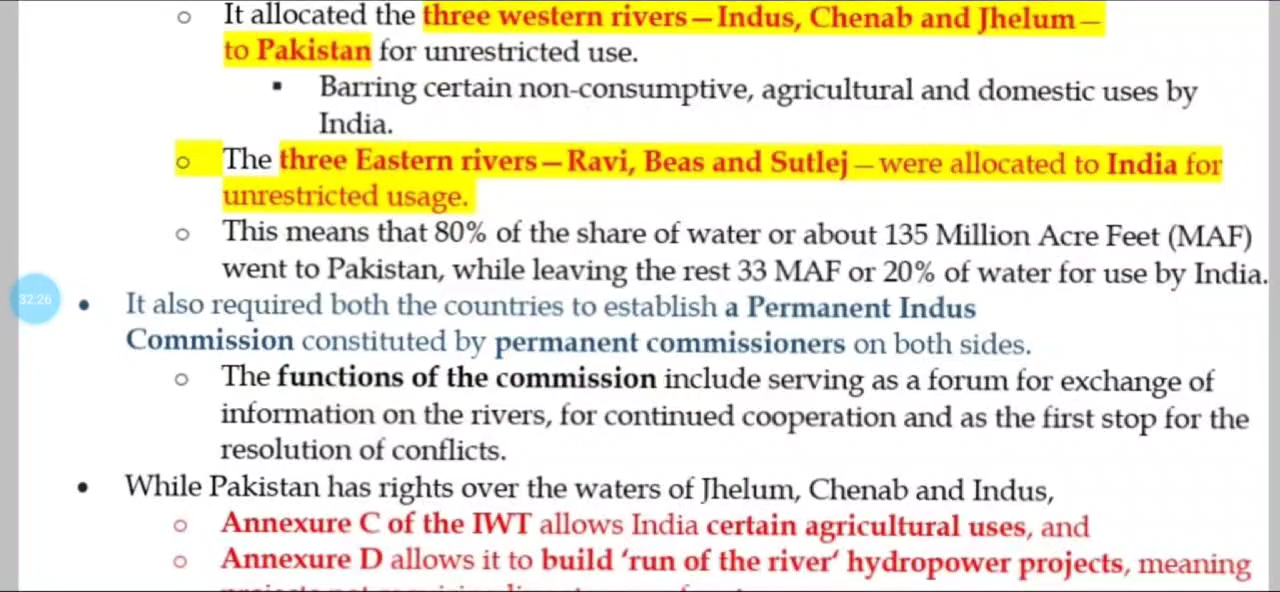 ○ It allocated the three western rivers—Indus, Chenab and Jhelum—
to Pakistan for unrestricted use.
▪ Barring certain non-consumptive, agricultural and domestic uses by
India.
○ The three Eastern rivers—Ravi, Beas and Sutlej—were allocated to India for
unrestricted usage.
○ This means that 80% of the share of water or about 135 Million Acre Feet (MAF)
went to Pakistan, while leaving the rest 33 MAF or 20% of water for use by India.
32:26
• It also required both the countries to establish a Permanent Indus
Commission constituted by permanent commissioners on both sides.
○ The functions of the commission include serving as a forum for exchange of
information on the rivers, for continued cooperation and as the first stop for the
resolution of conflicts.
• While Pakistan has rights over the waters of Jhelum, Chenab and Indus,
○ Annexure C of the IWT allows India certain agricultural uses, and
○ Annexure D allows it to build ‘run of the river’ hydropower projects, meaning